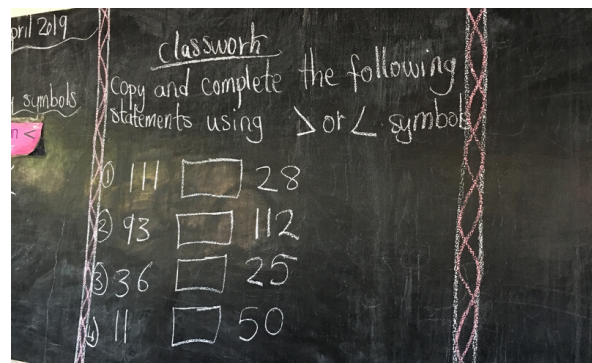 pril 2019
symbols
<
classwork
Copy and complete the following
statements using > or < symbols
① 111 □ 28
② 93 □ 112
③ 36 □ 25
④ 11 □ 50